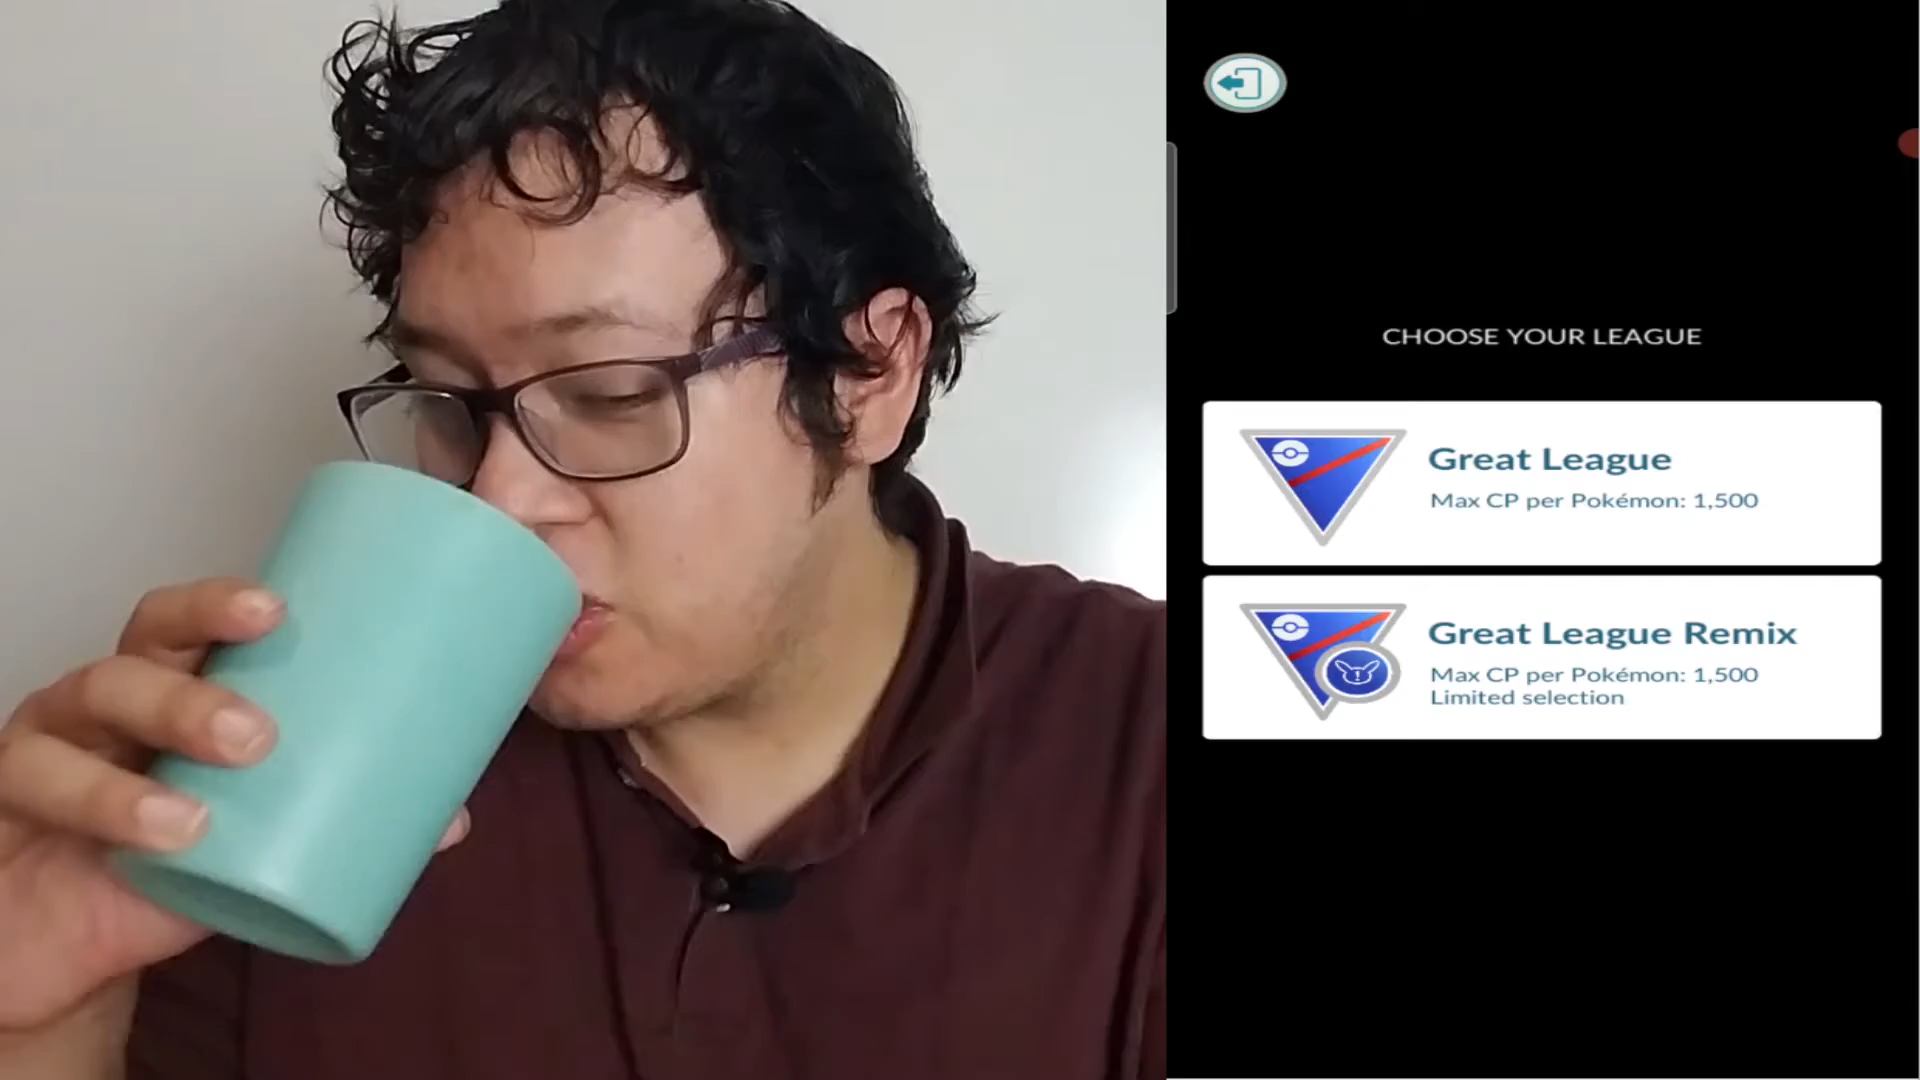 CHOOSE YOUR LEAGUE
Great League
Max CP per Pokémon: 1,500
Great League Remix
Max CP per Pokémon: 1,500
Limited selection